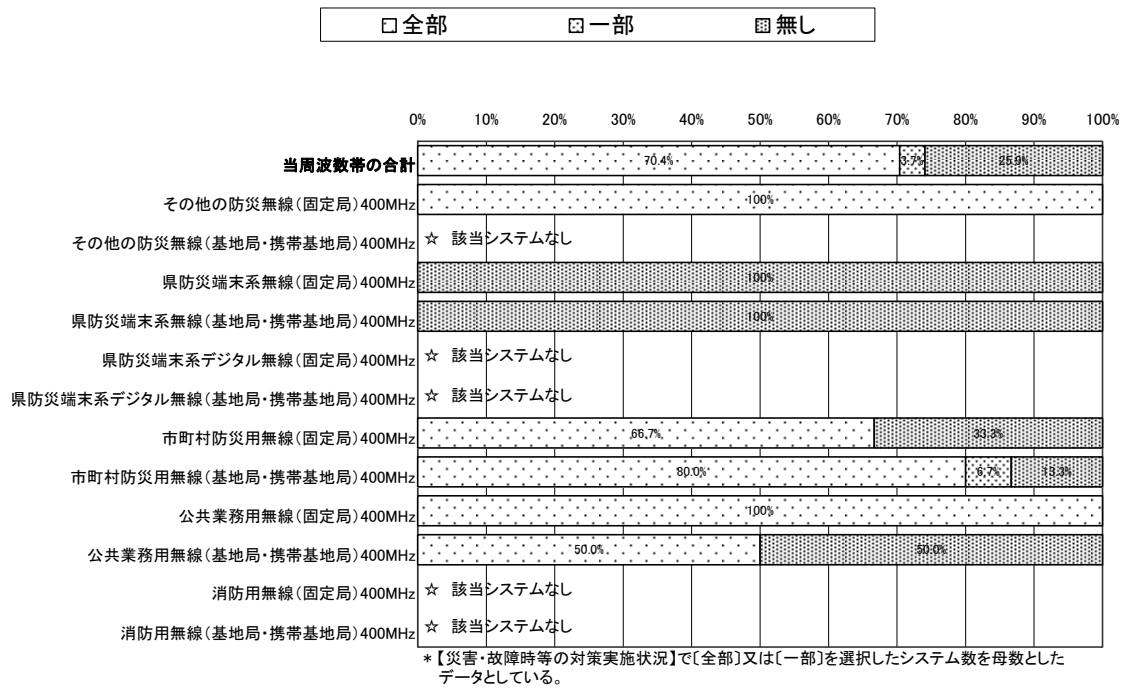 全部 一部 無し
0% 10% 20% 30% 40% 50% 60% 70% 80% 90% 100%
当周波数帯の合計 70.4% 3.7% 25.9%
その他の防災無線(固定局)400MHz 100%
その他の防災無線(基地局・携帯基地局)400MHz ☆ 該当システムなし
県防災端末系無線(固定局)400MHz 100%
県防災端末系無線(基地局・携帯基地局)400MHz 100%
県防災端末系デジタル無線(固定局)400MHz ☆ 該当システムなし
県防災端末系デジタル無線(基地局・携帯基地局)400MHz ☆ 該当システムなし
市町村防災用無線(固定局)400MHz 66.7% 33.3%
市町村防災用無線(基地局・携帯基地局)400MHz 80.0% 6.7% 13.3%
公共業務用無線(固定局)400MHz 100%
公共業務用無線(基地局・携帯基地局)400MHz 50.0% 50.0%
消防用無線(固定局)400MHz ☆ 該当システムなし
消防用無線(基地局・携帯基地局)400MHz ☆ 該当システムなし
*【災害・故障時等の対策実施状況】で〔全部〕又は〔一部〕を選択したシステム数を母数とした
データとしている。